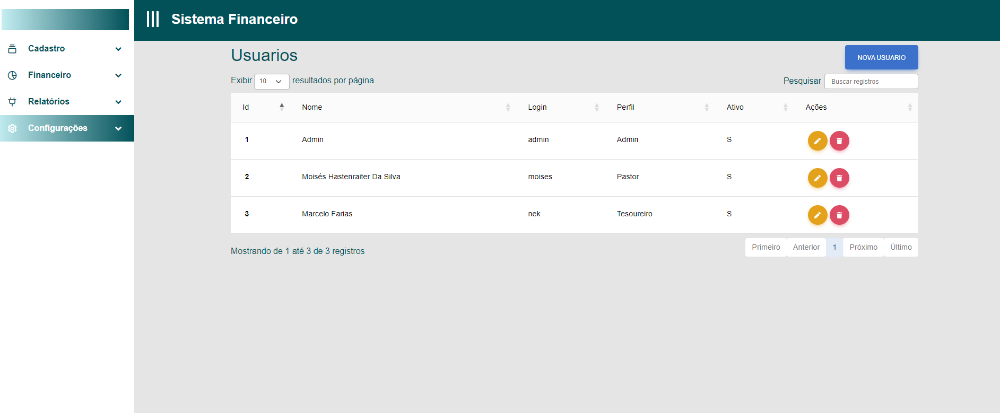 Sistema Financeiro
Cadastro
Financeiro
Relatórios
Configurações
Usuarios
NOVA USUARIO
Exibir 10 resultados por página
Pesquisar Buscar registros
Id Nome Login Perfil Ativo Ações
1 Admin admin Admin S
2 Moisés Hastenraiter Da Silva moises Pastor S
3 Marcelo Farias nek Tesoureiro S
Mostrando de 1 até 3 de 3 registros
Primeiro Anterior 1 Próximo Último